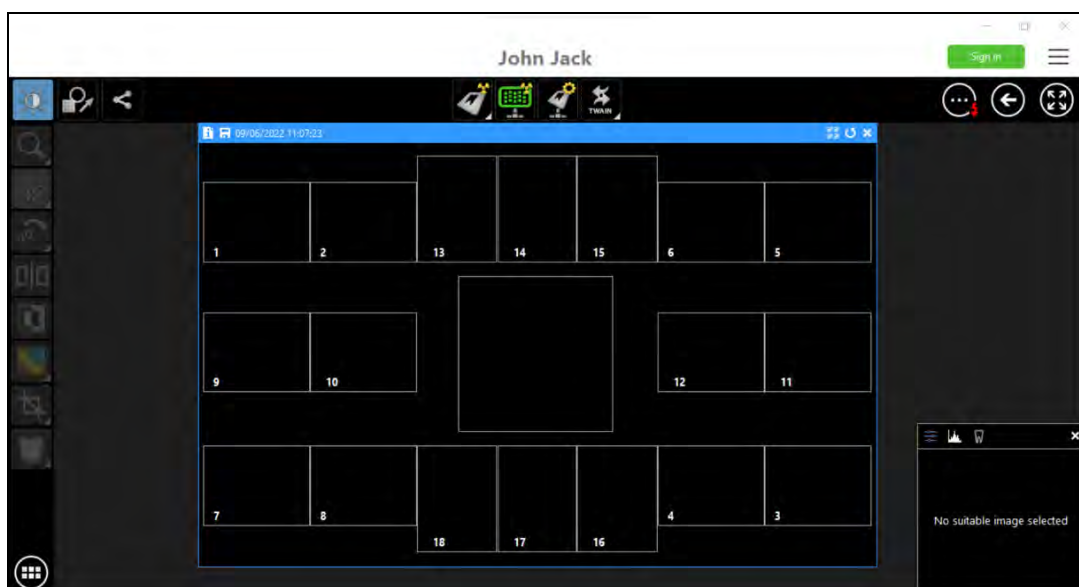 John Jack
Sign in
TWAIN
$
09/06/2022 11:07:23
1 2 13 14 15 6 5
9 10 12 11
7 8 4 3
18 17 16
No suitable image selected